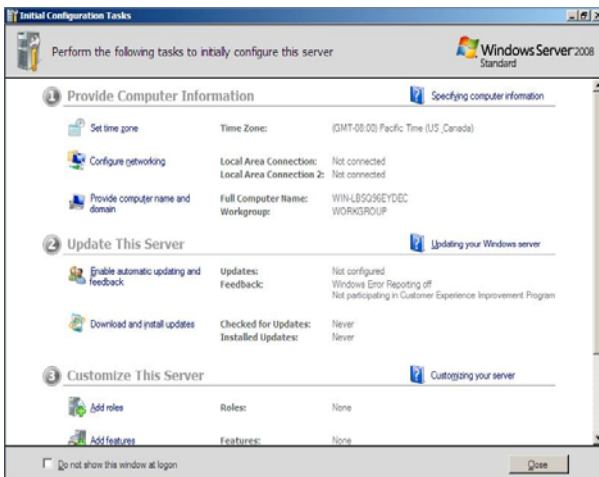 Initial Configuration Tasks
Perform the following tasks to initially configure this server
Windows Server 2008
Standard
1 Provide Computer Information
Specifying computer information
Set time zone
Time Zone:
(GMT-08:00) Pacific Time (US ,Canada)
Configure networking
Local Area Connection:
Not connected
Local Area Connection 2:
Not connected
Provide computer name and
domain
Full Computer Name:
WIN-LBSQ96EYDEC
Workgroup:
WORKGROUP
2 Update This Server
Updating your Windows server
Enable automatic updating and
feedback
Updates:
Not configured
Feedback:
Windows Error Reporting off
Not participating in Customer Experience Improvement Program
Download and install updates
Checked for Updates:
Never
Installed Updates:
Never
3 Customize This Server
Customizing your server
Add roles
Roles:
None
Add features
Features:
None
Do not show this window at logon
Close